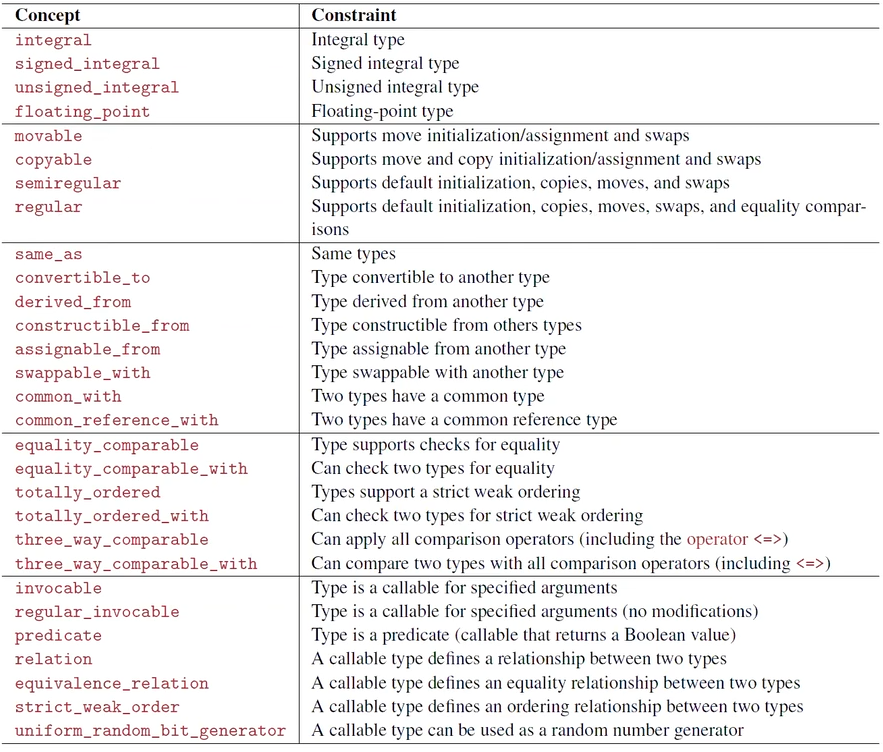 Concept Constraint
integral Integral type
signed_integral Signed integral type
unsigned_integral Unsigned integral type
floating_point Floating-point type
movable Supports move initialization/assignment and swaps
copyable Supports move and copy initialization/assignment and swaps
semiregular Supports default initialization, copies, moves, and swaps
regular Supports default initialization, copies, moves, swaps, and equality compar-
isons
same_as Same types
convertible_to Type convertible to another type
derived_from Type derived from another type
constructible_from Type constructible from others types
assignable_from Type assignable from another type
swappable_with Type swappable with another type
common_with Two types have a common type
common_reference_with Two types have a common reference type
equality_comparable Type supports checks for equality
equality_comparable_with Can check two types for equality
totally_ordered Types support a strict weak ordering
totally_ordered_with Can check two types for strict weak ordering
three_way_comparable Can apply all comparison operators (including the operator <=>)
three_way_comparable_with Can compare two types with all comparison operators (including <=>)
invocable Type is a callable for specified arguments
regular_invocable Type is a callable for specified arguments (no modifications)
predicate Type is a predicate (callable that returns a Boolean value)
relation A callable type defines a relationship between two types
equivalence_relation A callable type defines an equality relationship between two types
strict_weak_order A callable type defines an ordering relationship between two types
uniform_random_bit_generator A callable type can be used as a random number generator